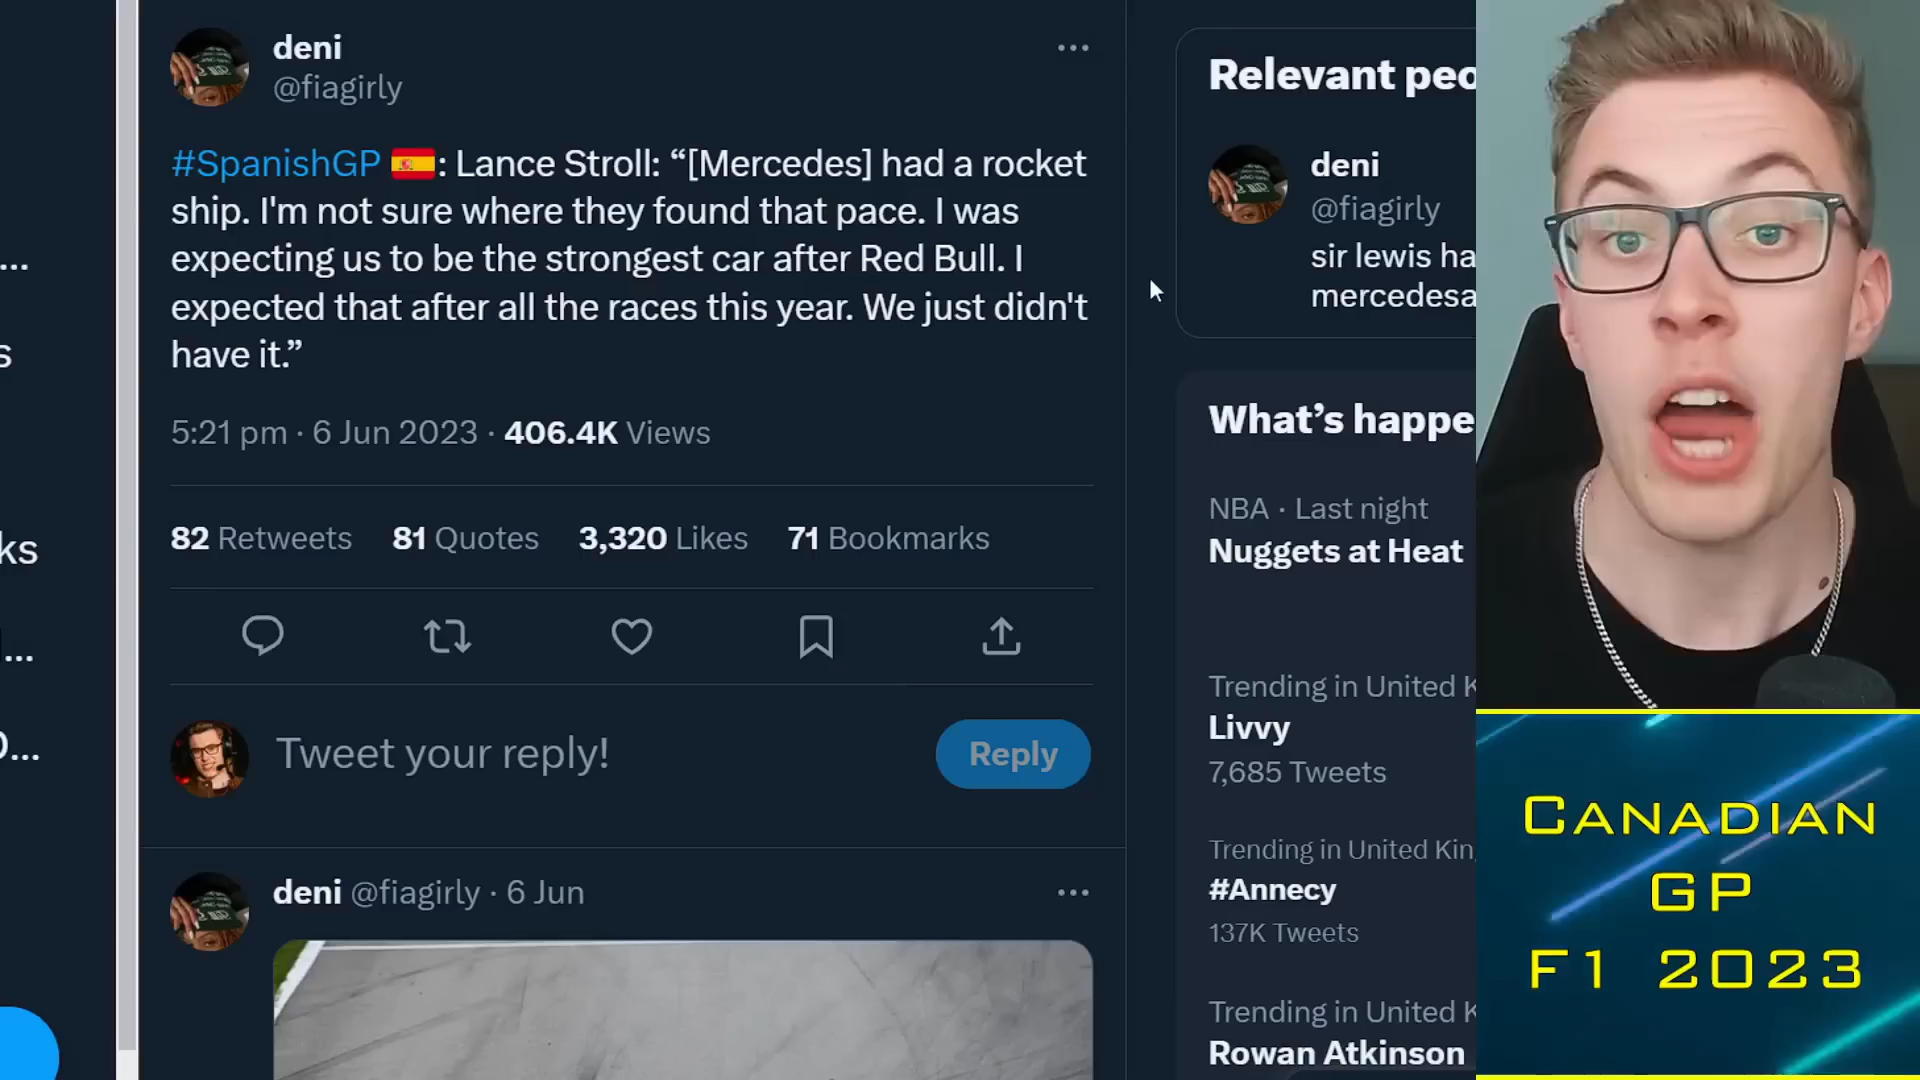 deni
@fiagirly
#SpanishGP 🇪🇸: Lance Stroll: “[Mercedes] had a rocket
ship. I'm not sure where they found that pace. I was
expecting us to be the strongest car after Red Bull. I
expected that after all the races this year. We just didn't
have it.”
5:21 pm · 6 Jun 2023 · 406.4K Views
82 Retweets 81 Quotes 3,320 Likes 71 Bookmarks
Tweet your reply!
Reply
deni @fiagirly · 6 Jun
Relevant peo
deni
@fiagirly
sir lewis ha
mercedesa
What’s happe
NBA · Last night
Nuggets at Heat
Trending in United K
Livvy
7,685 Tweets
Trending in United Kin
#Annecy
137K Tweets
Trending in United K
Rowan Atkinson
CANADIAN
GP
F1 2023